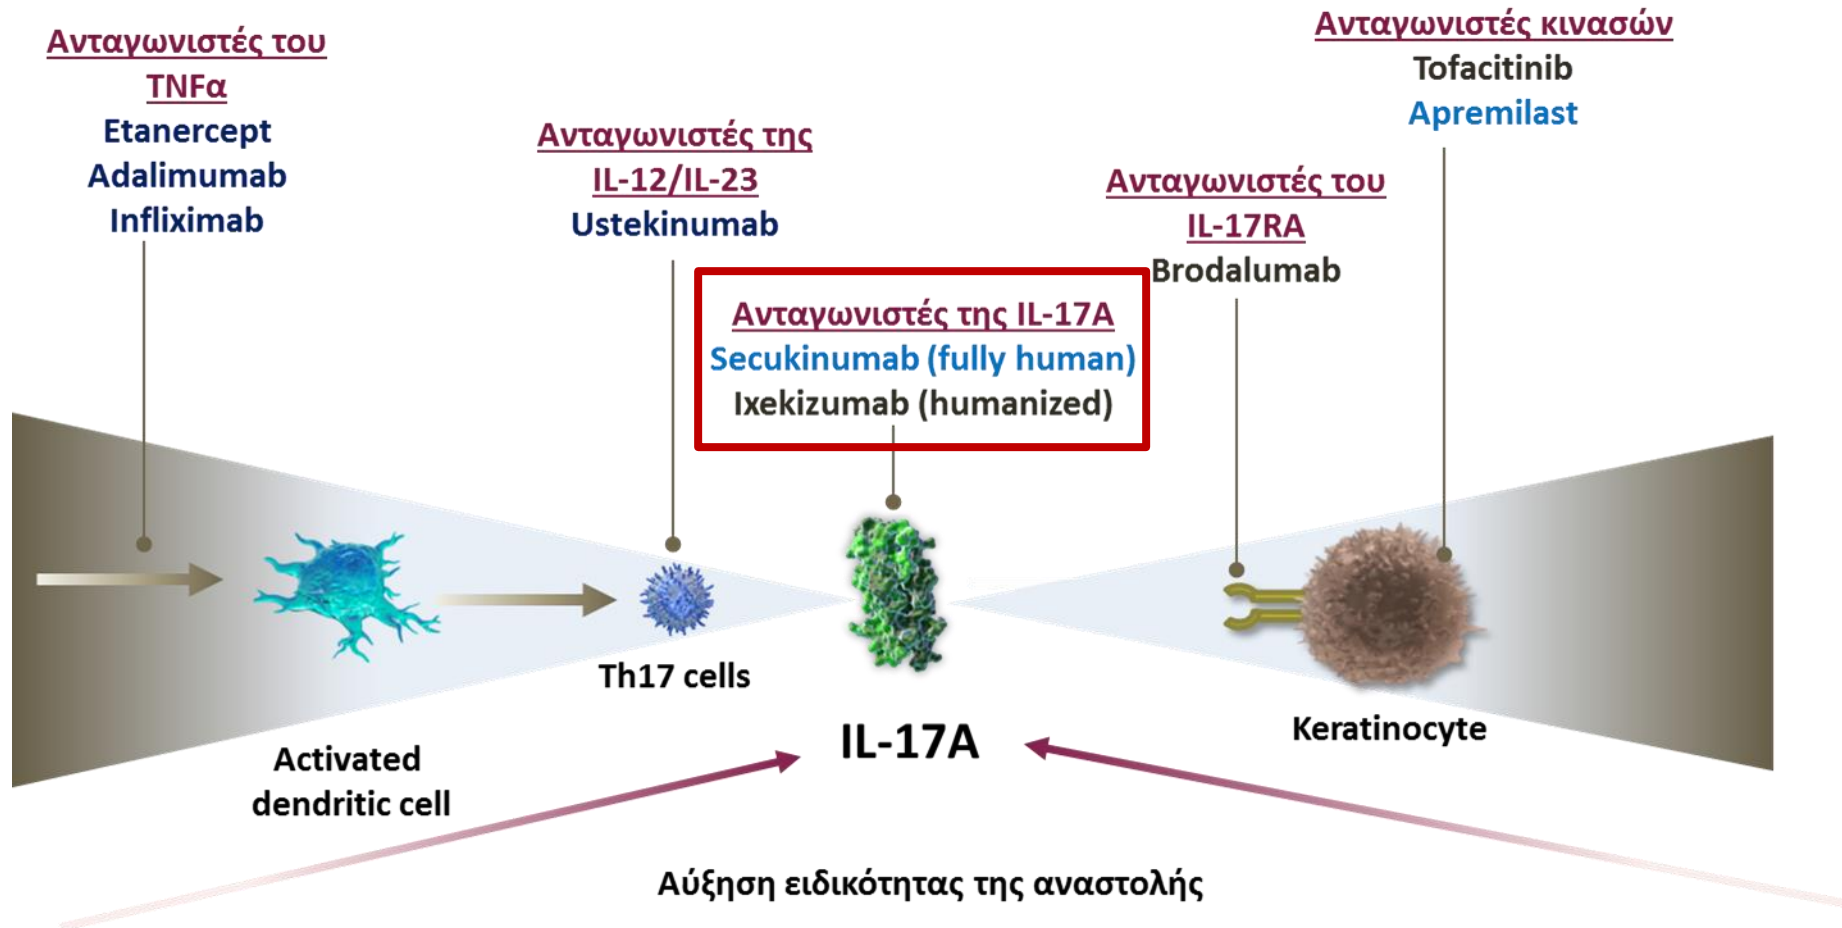 Ανταγωνιστές του
TNFα
Etanercept
Adalimumab
Infliximab
Ανταγωνιστές της
IL-12/IL-23
Ustekinumab
Ανταγωνιστές της IL-17A
Secukinumab (fully human)
Ixekizumab (humanized)
Ανταγωνιστές του
IL-17RA
Brodalumab
Ανταγωνιστές κινασών
Tofacitinib
Apremilast
Activated
dendritic cell
Th17 cells
IL-17A
Keratinocyte
Αύξηση ειδικότητας της αναστολής